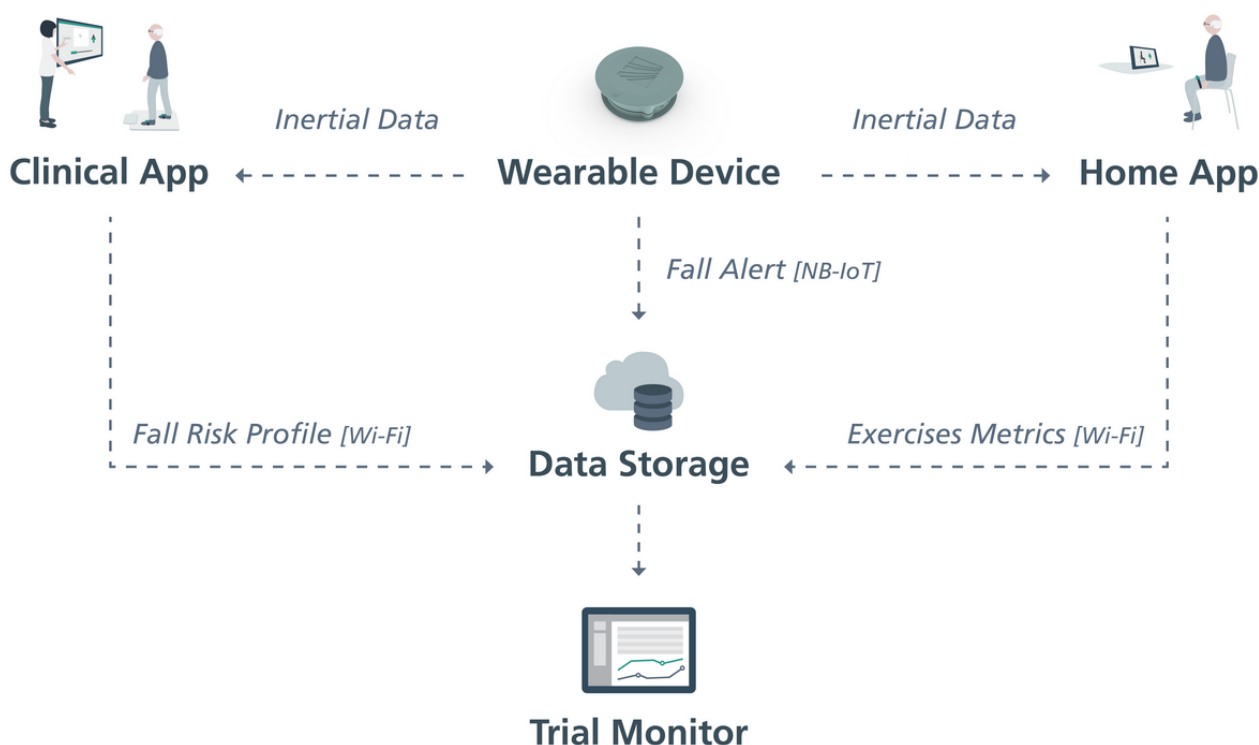 Inertial Data
Inertial Data
Clinical App
Wearable Device
Home App
Fall Alert [NB-IoT]
Fall Risk Profile [Wi-Fi]
Exercises Metrics [Wi-Fi]
Data Storage
Trial Monitor